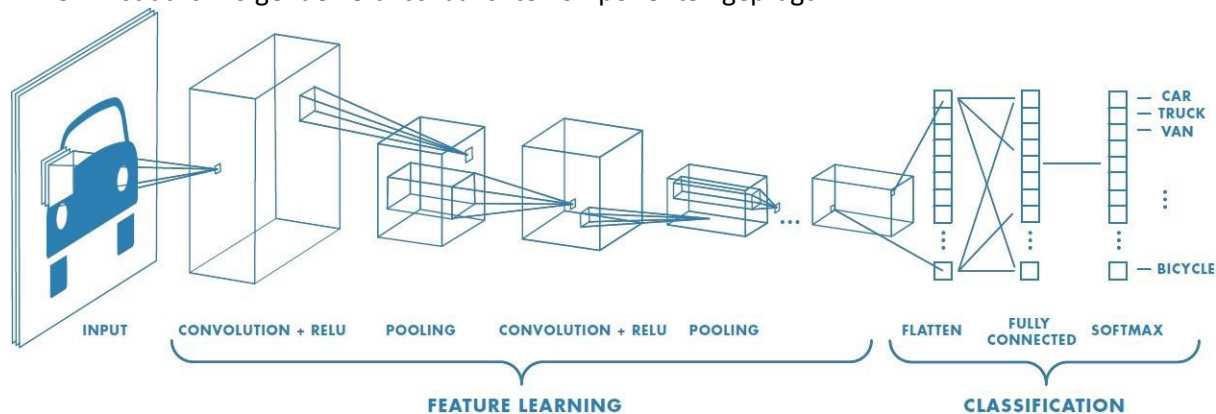 CAR
TRUCK
VAN
BICYCLE
INPUT CONVOLUTION + RELU POOLING CONVOLUTION + RELU POOLING FLATTEN FULLY CONNECTED SOFTMAX
FEATURE LEARNING CLASSIFICATION